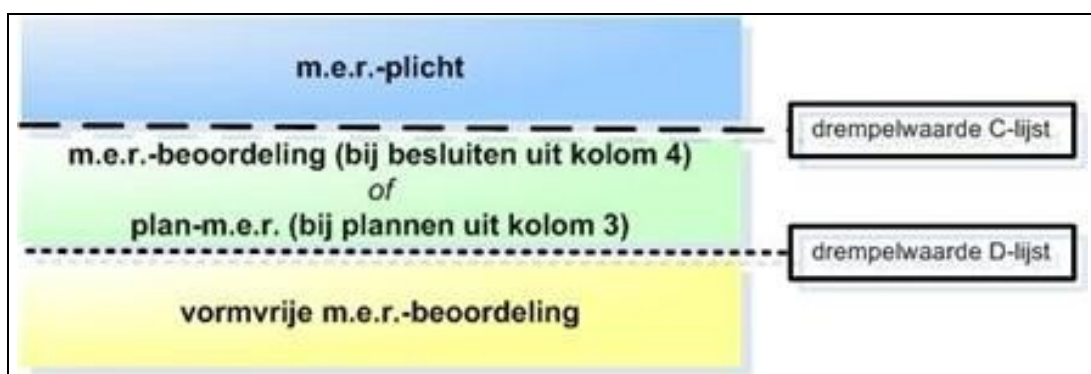 m.e.r.-plicht
drempelwaarde C-lijst
m.e.r.-beoordeling (bij besluiten uit kolom 4)
of
plan-m.e.r. (bij plannen uit kolom 3)
drempelwaarde D-lijst
vormvrije m.e.r.-beoordeling